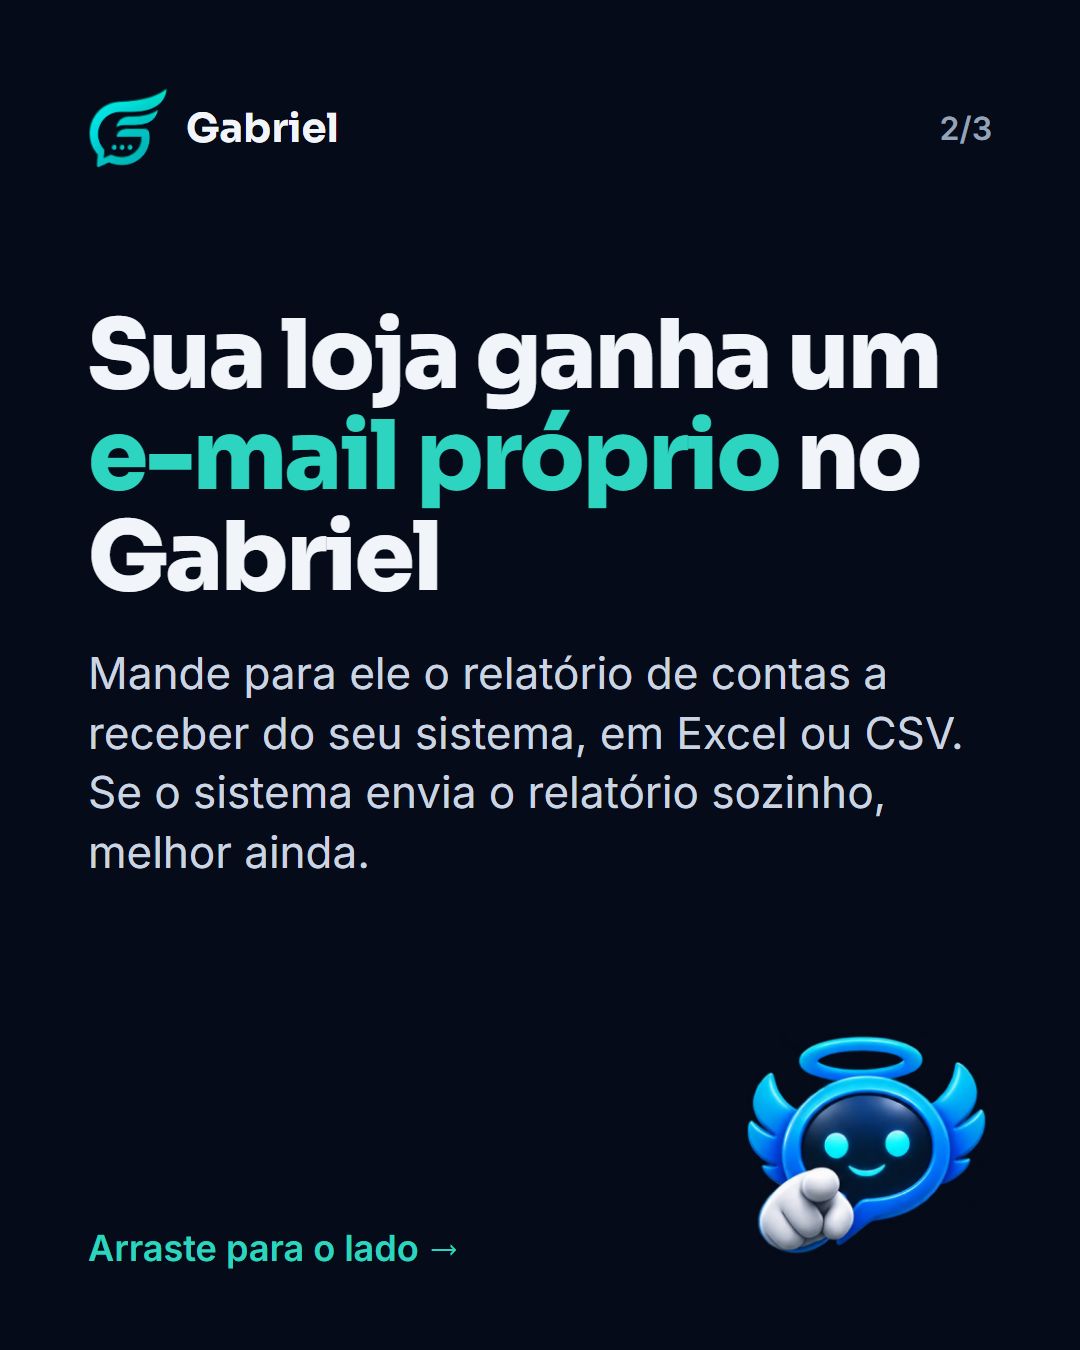 Gabriel
2/3
Sua loja ganha um
e-mail próprio no
Gabriel
Mande para ele o relatório de contas a
receber do seu sistema, em Excel ou CSV.
Se o sistema envia o relatório sozinho,
melhor ainda.
Arraste para o lado →